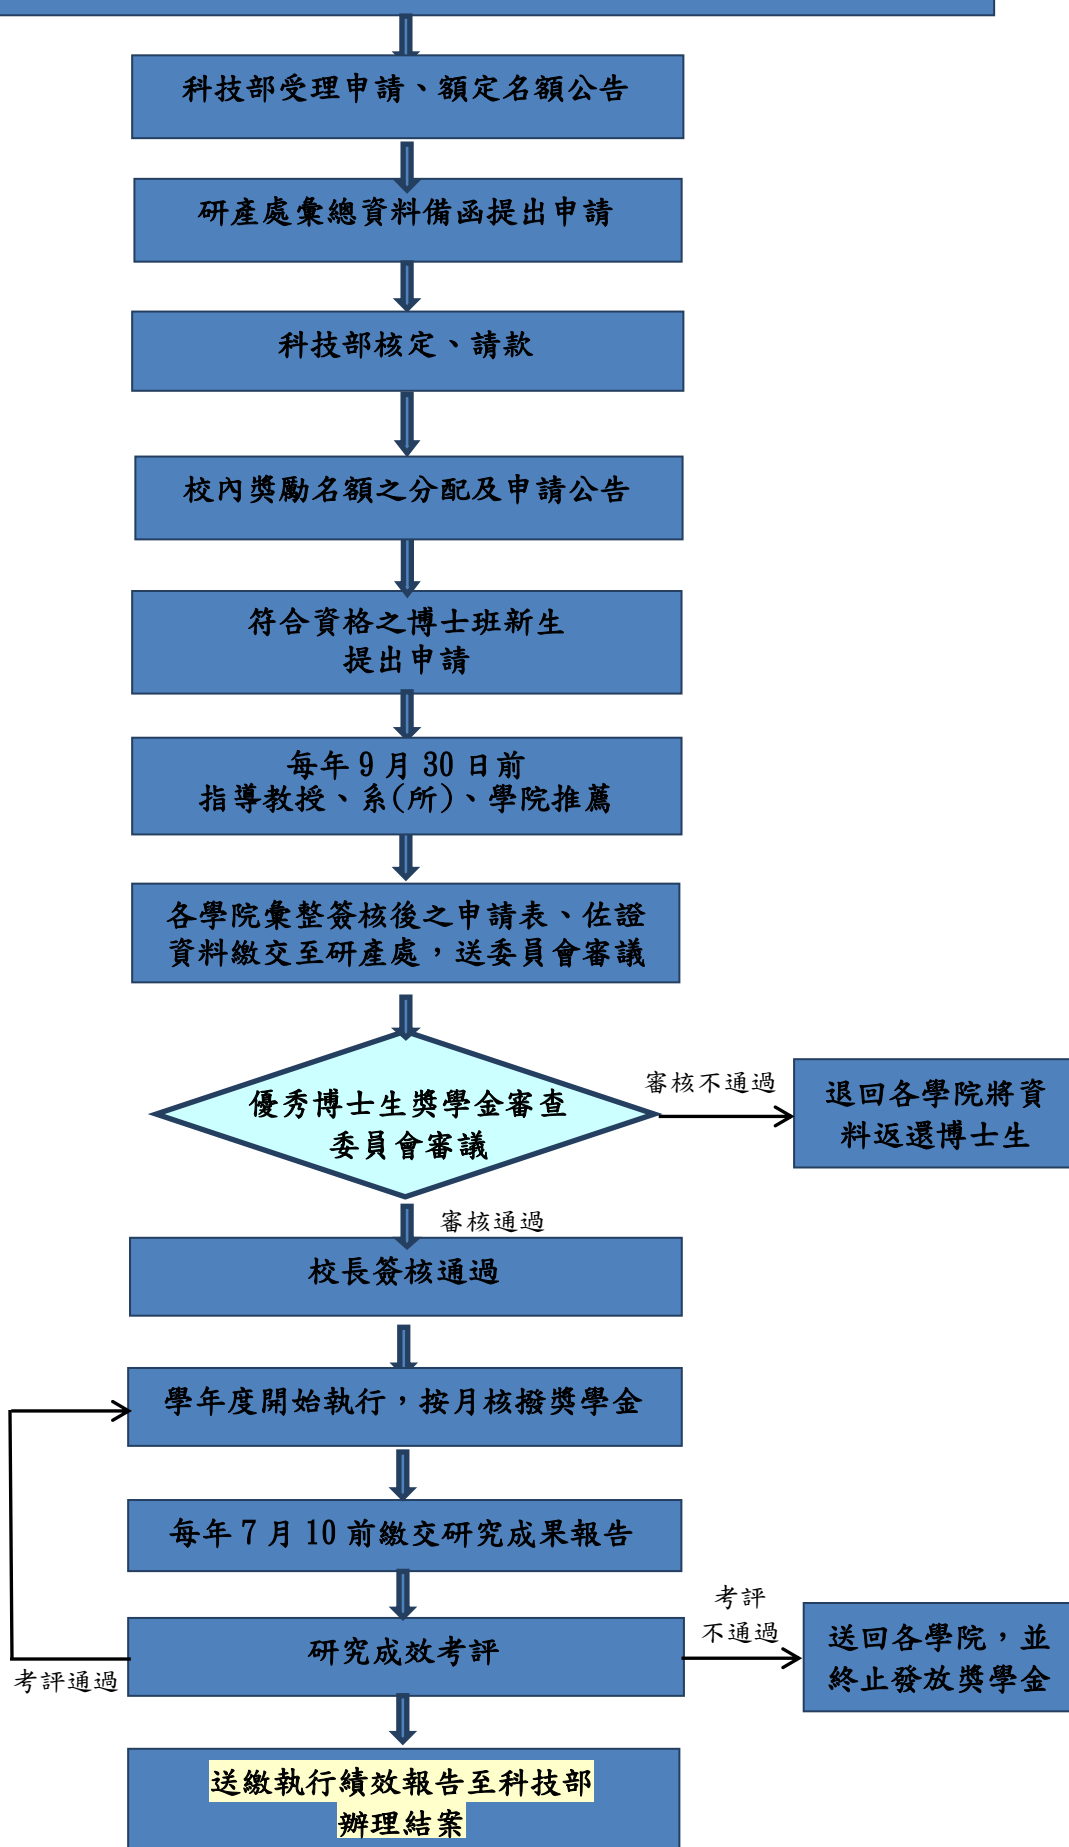 科技部受理申請、額定名額公告
研產處彙總資料備函提出申請
科技部核定、請款
校內獎勵名額之分配及申請公告
符合資格之博士班新生
提出申請
每年 9 月 30 日前
指導教授、系(所)、學院推薦
各學院彙整簽核後之申請表、佐證
資料繳交至研產處，送委員會審議
優秀博士生獎學金審查
委員會審議
審核不通過
退回各學院將資
料返還博士生
審核通過
校長簽核通過
學年度開始執行，按月核撥獎學金
每年 7 月 10 前繳交研究成果報告
研究成效考評
考評
不通過
送回各學院，並
終止發放獎學金
考評通過
送繳執行績效報告至科技部
辦理結案